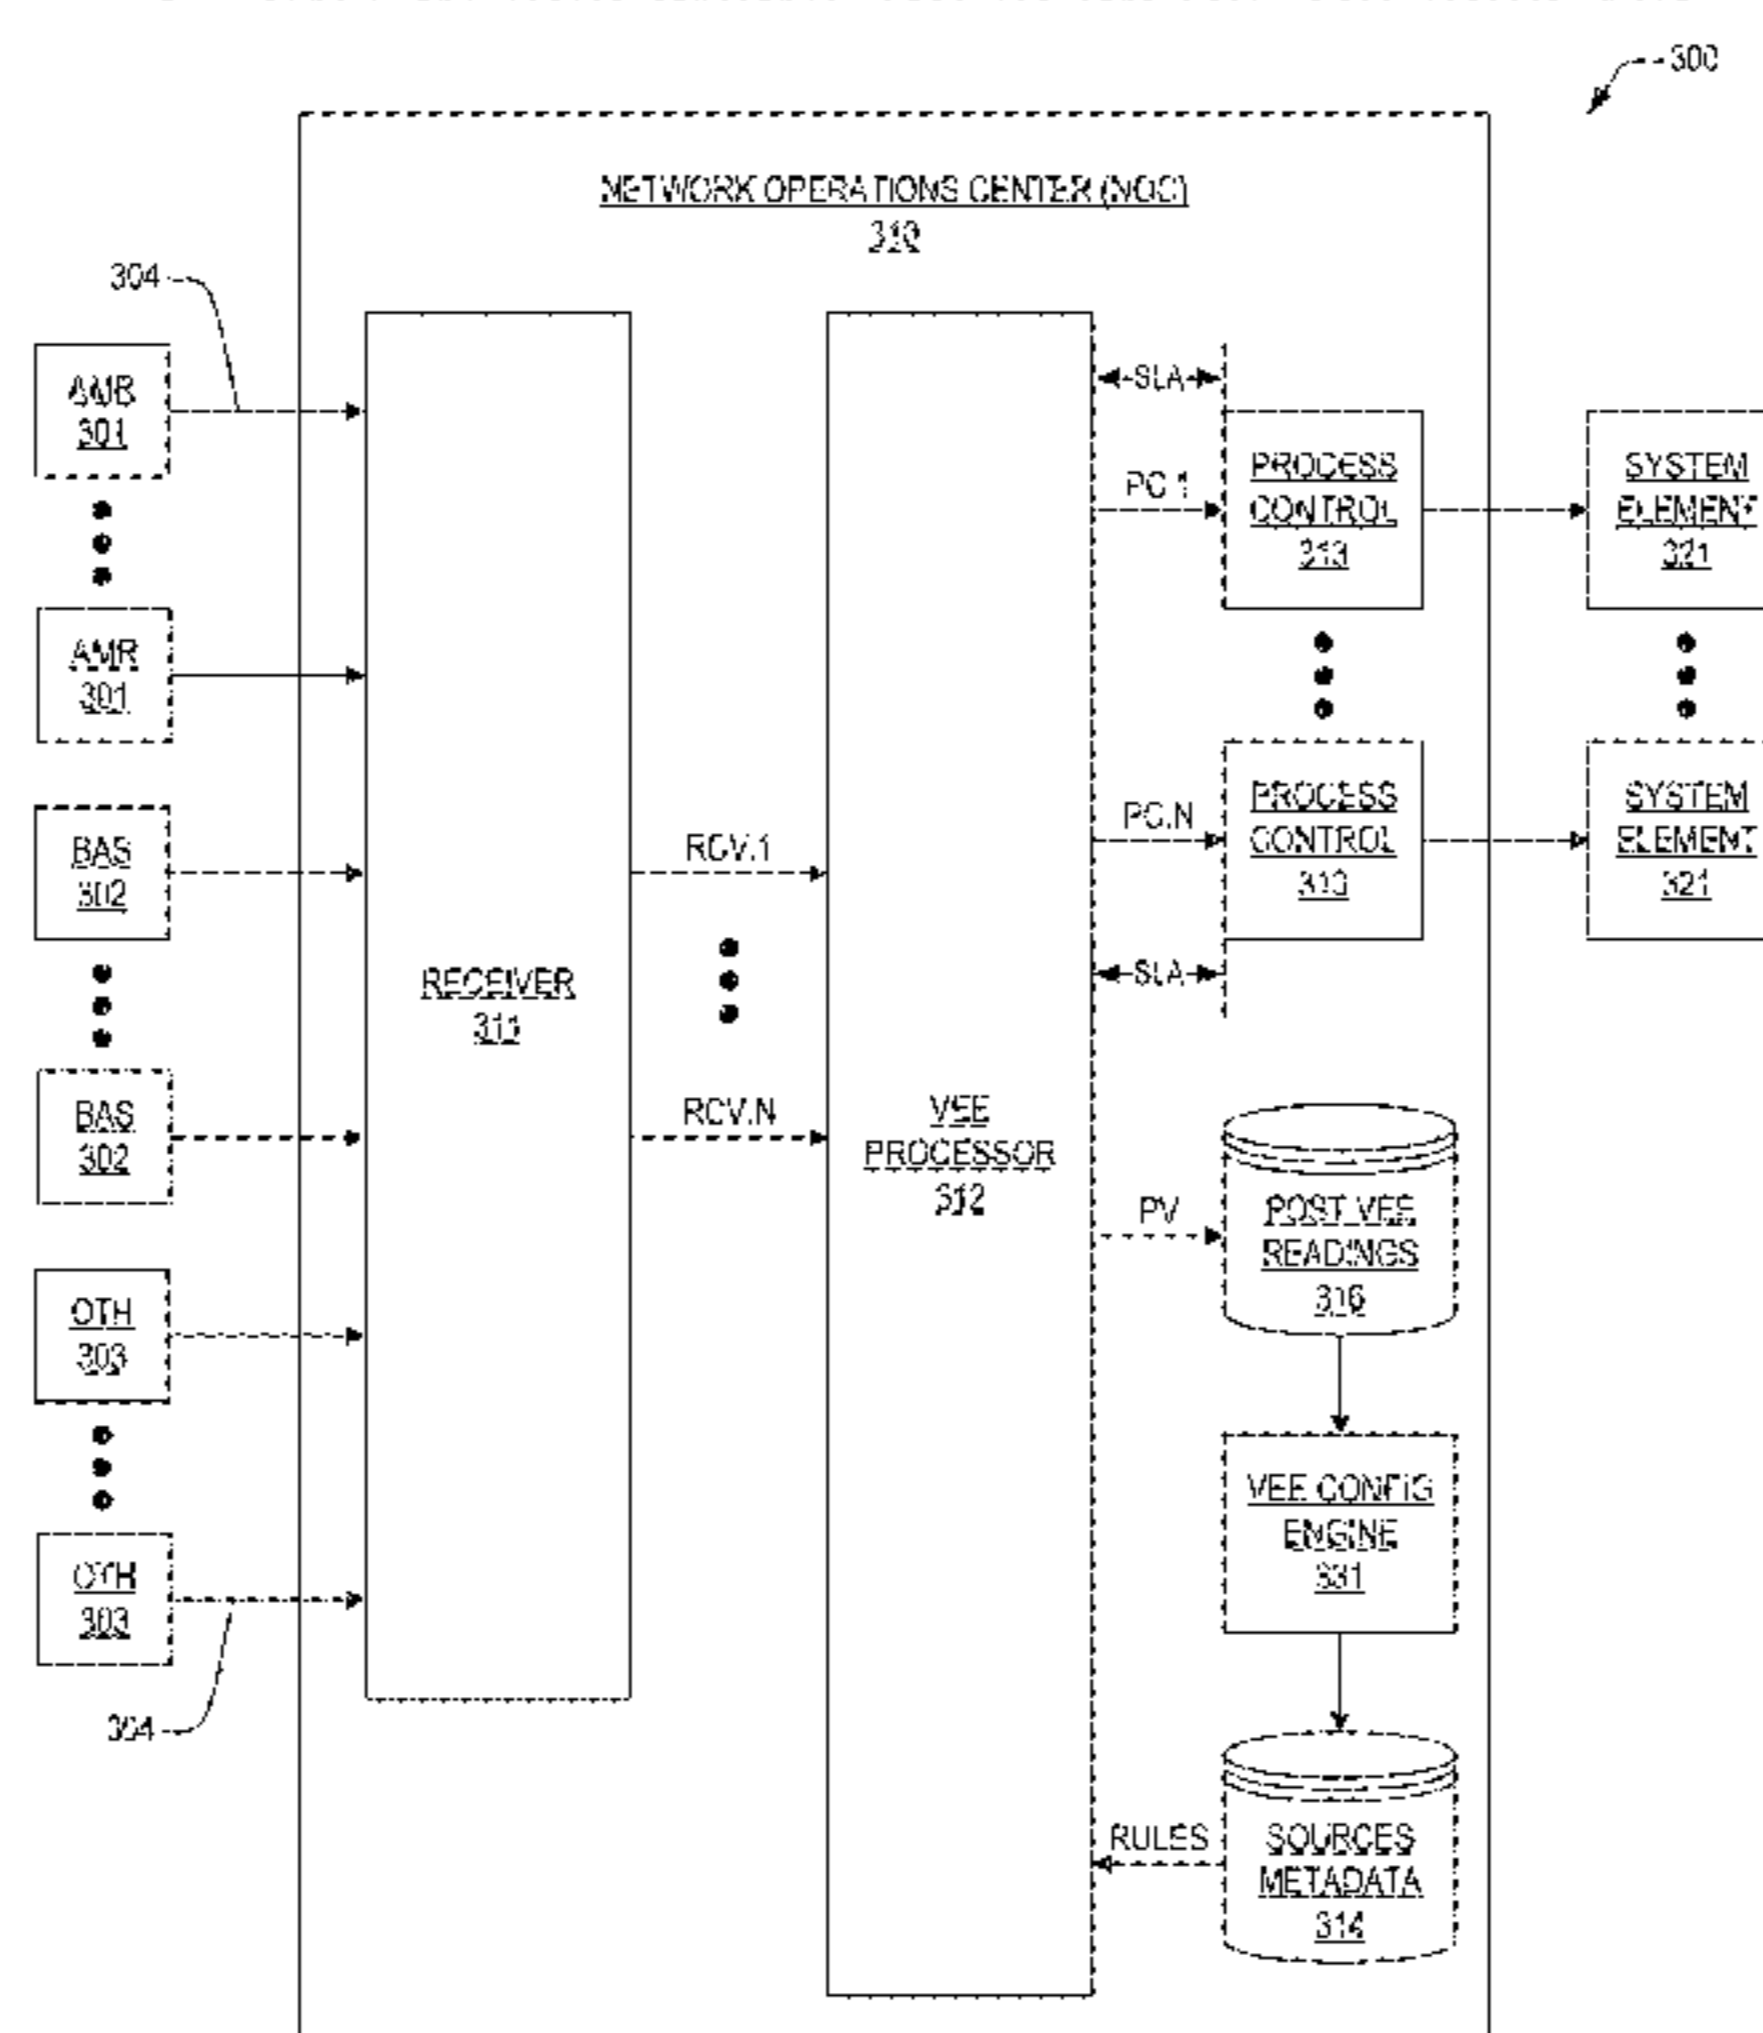 300
NETWORK OPERATIONS CENTER (NOC)
310
304
AMR
301
AMR
301
BAS
302
BAS
302
OTH
303
OTH
303
304
RECEIVER
311
RCV.1
RCV.N
VEE
PROCESSOR
312
SLA
PC.1
PC.N
SLA
PV
RULES
PROCESS
CONTROL
313
PROCESS
CONTROL
313
SYSTEM
ELEMENT
321
SYSTEM
ELEMENT
321
POST VEE
READINGS
316
VEE CONFIG
ENGINE
331
SOURCES
METADATA
314